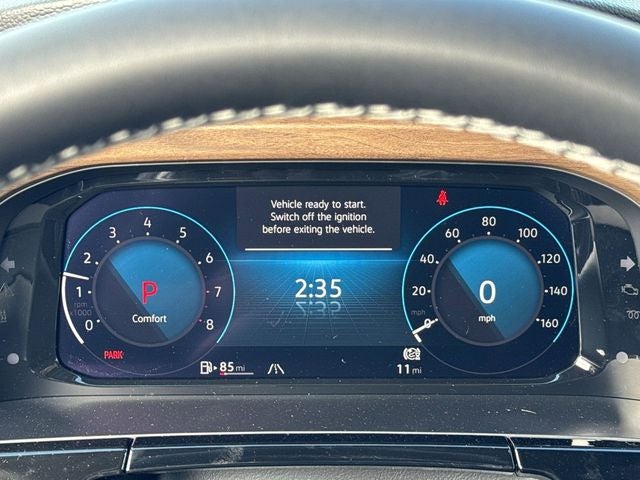 Vehicle ready to start.
Switch off the ignition
before exiting the vehicle.
0
1
2
3
4
5
6
7
8
rpm
x1000
P
Comfort
PARK
2:35
85 mi
0
20
40
60
80
100
120
140
160
mph
0
mph
11 mi